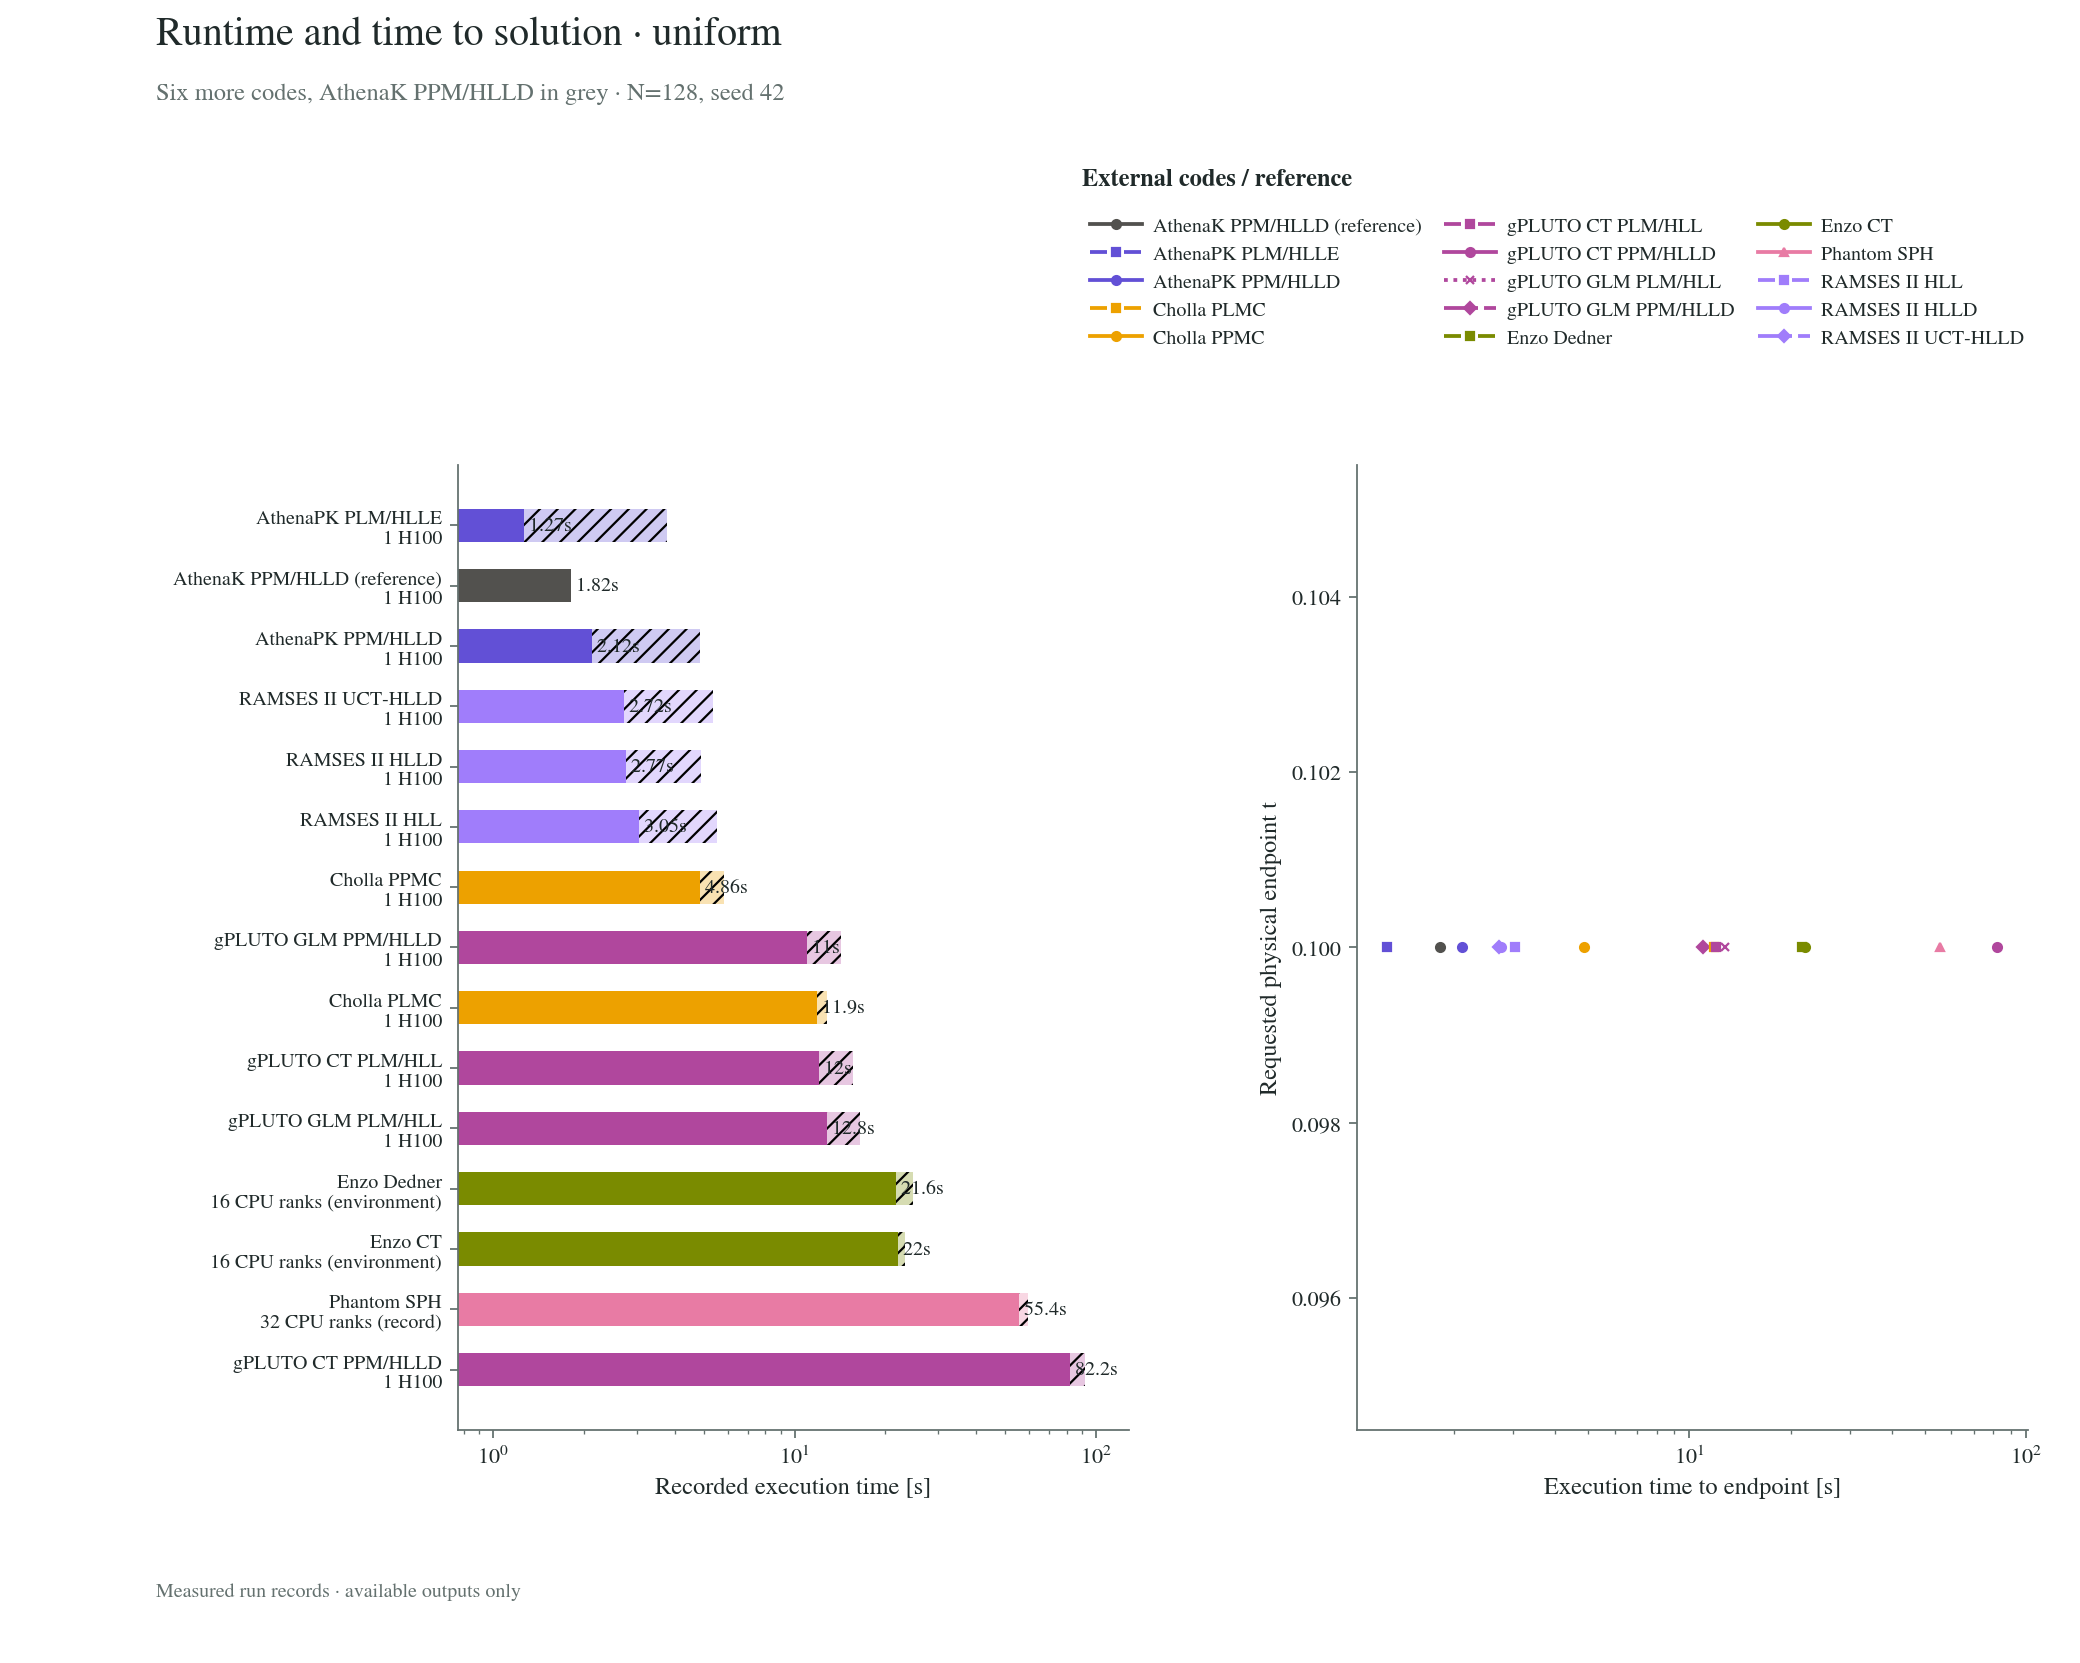 Runtime and time to solution · uniform
Six more codes, AthenaK PPM/HLLD in grey · N=128, seed 42
External codes / reference
AthenaK PPM/HLLD (reference)
AthenaPK PLM/HLLE
AthenaPK PPM/HLLD
Cholla PLMC
Cholla PPMC
gPLUTO CT PLM/HLL
gPLUTO CT PPM/HLLD
gPLUTO GLM PLM/HLL
gPLUTO GLM PPM/HLLD
Enzo Dedner
Enzo CT
Phantom SPH
RAMSES II HLL
RAMSES II HLLD
RAMSES II UCT-HLLD
AthenaPK PLM/HLLE
1 H100
1.27s
AthenaK PPM/HLLD (reference)
1 H100
1.82s
AthenaPK PPM/HLLD
1 H100
2.12s
RAMSES II UCT-HLLD
1 H100
2.72s
RAMSES II HLLD
1 H100
2.77s
RAMSES II HLL
1 H100
3.05s
Cholla PPMC
1 H100
4.86s
gPLUTO GLM PPM/HLLD
1 H100
11s
Cholla PLMC
1 H100
11.9s
gPLUTO CT PLM/HLL
1 H100
12s
gPLUTO GLM PLM/HLL
1 H100
12.8s
Enzo Dedner
16 CPU ranks (environment)
21.6s
Enzo CT
16 CPU ranks (environment)
22s
Phantom SPH
32 CPU ranks (record)
55.4s
gPLUTO CT PPM/HLLD
1 H100
82.2s
10⁰
10¹
10²
Recorded execution time [s]
Requested physical endpoint t
0.104
0.102
0.100
0.098
0.096
10¹
10²
Execution time to endpoint [s]
Measured run records · available outputs only